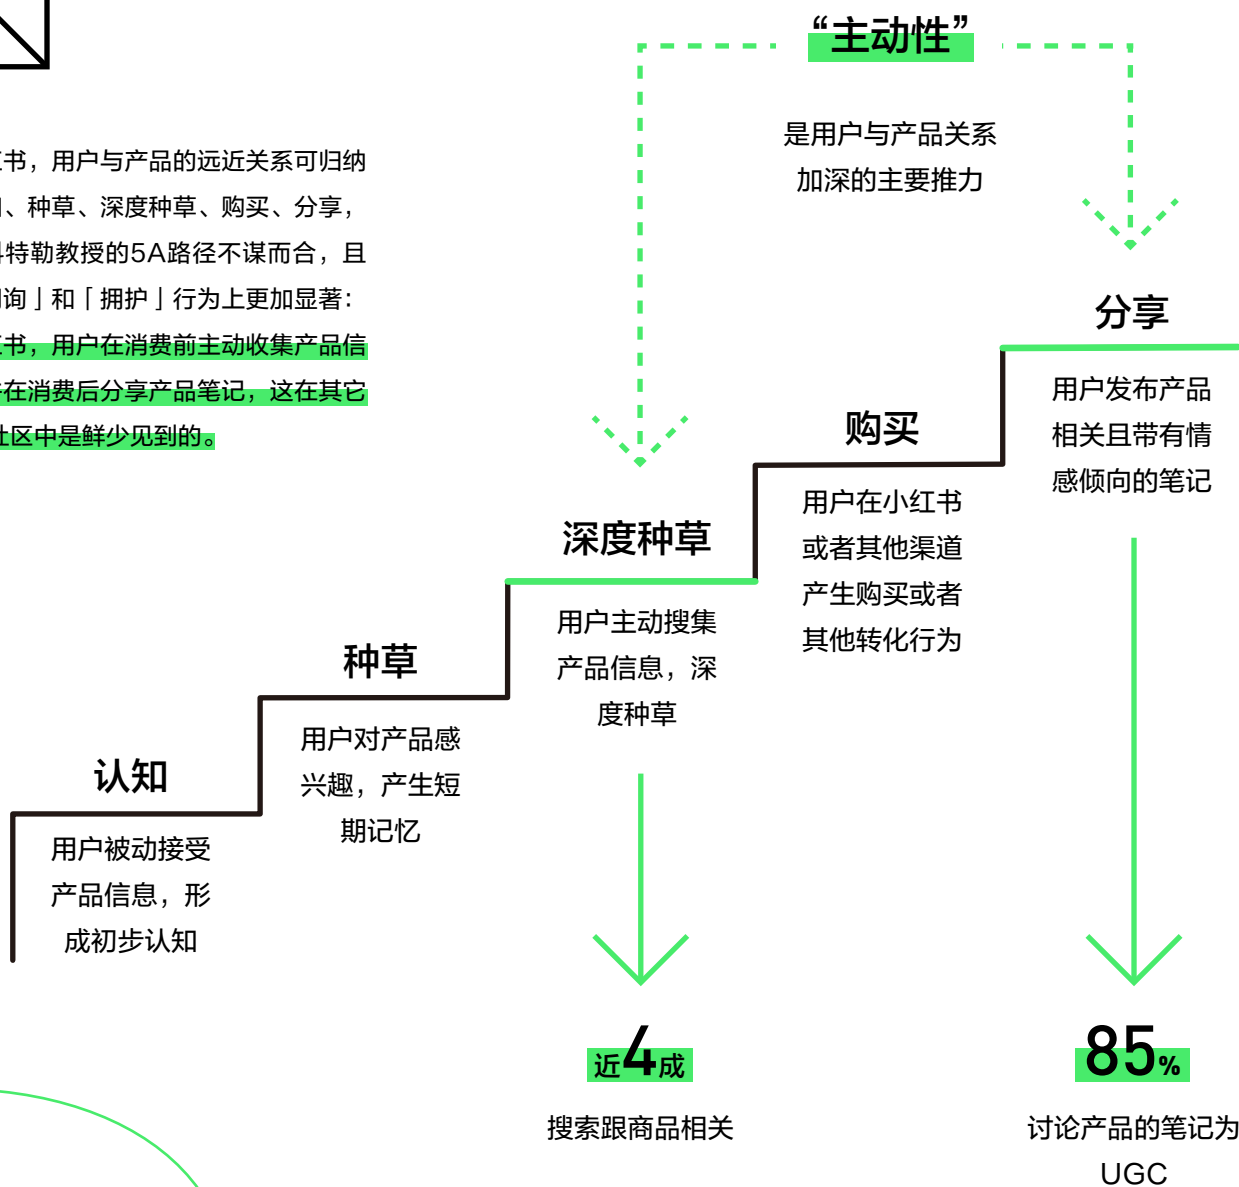 书，用户与产品的远近关系可归纳
、种草、深度种草、购买、分享，
特勒教授的5A路径不谋而合，且
询」和「拥护」行为上更加显著：
书，用户在消费前主动收集产品信
在消费后分享产品笔记，这在其它
社区中是鲜少见到的。
“主动性”
是用户与产品关系
加深的主要推力
分享
用户发布产品
相关且带有情
感倾向的笔记
购买
用户在小红书
或者其他渠道
产生购买或者
其他转化行为
深度种草
用户主动搜集
产品信息，深
度种草
种草
用户对产品感
兴趣，产生短
期记忆
认知
用户被动接受
产品信息，形
成初步认知
近4成
搜索跟商品相关
85%
讨论产品的笔记为
UGC